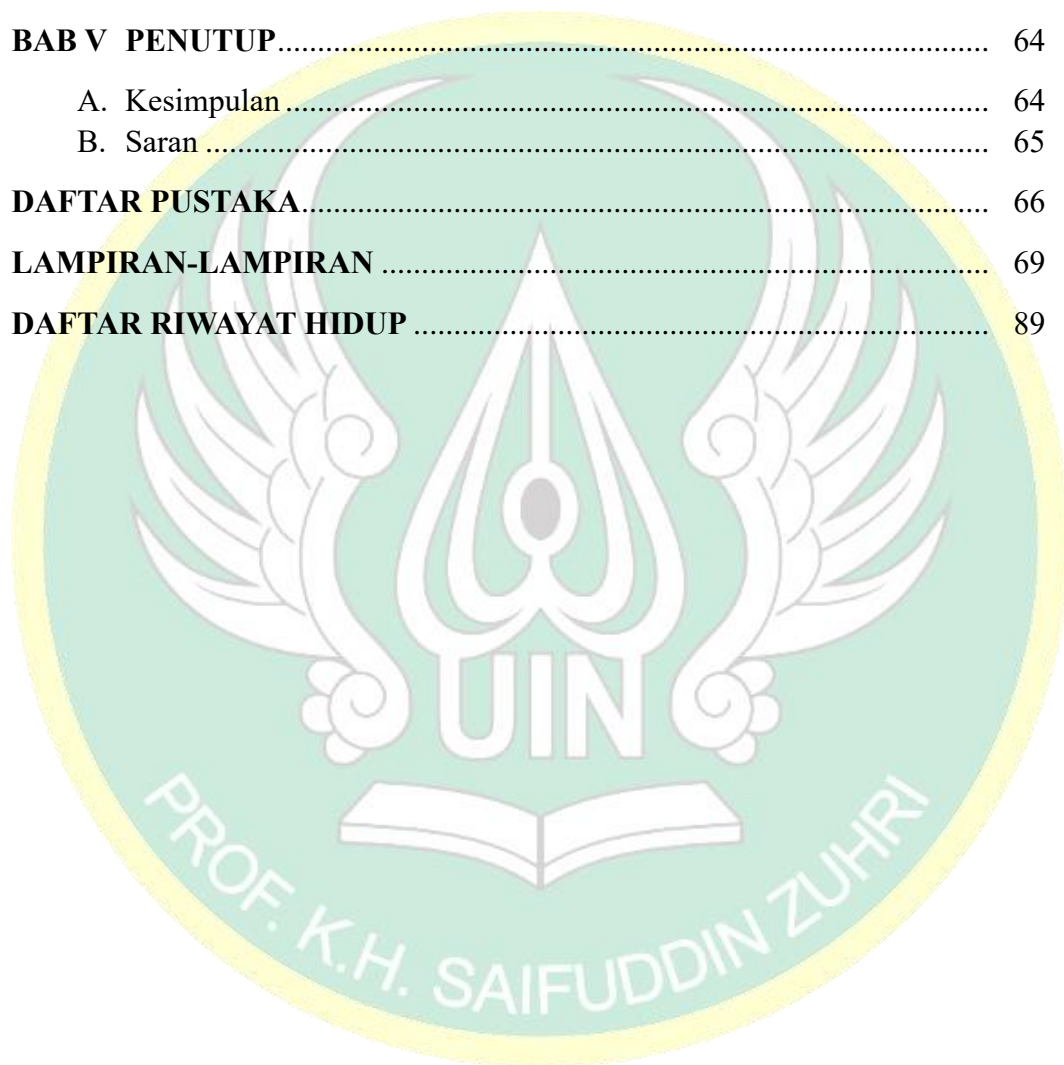 BAB V PENUTUP.......................................................................................... 64
A. Kesimpulan ....................................................................................... 64
B. Saran ................................................................................................. 65
DAFTAR PUSTAKA..................................................................................... 66
LAMPIRAN-LAMPIRAN ........................................................................... 69
DAFTAR RIWAYAT HIDUP ....................................................................... 89
UIN
PROF. K.H. SAIFUDDIN ZUHRI